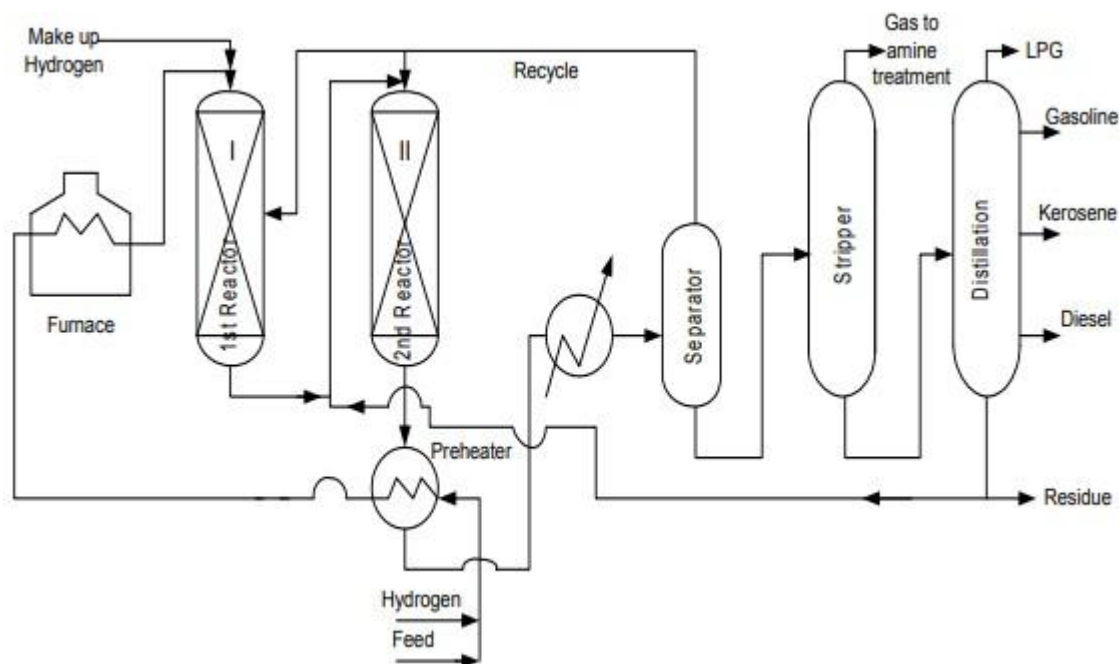 Make up
Hydrogen
Recycle
Gas to
amine
treatment
LPG
Gasoline
Kerosene
Diesel
I
1st Reactor
II
2nd Reactor
Furnace
Separator
Stripper
Distillation
Preheater
Residue
Hydrogen
Feed